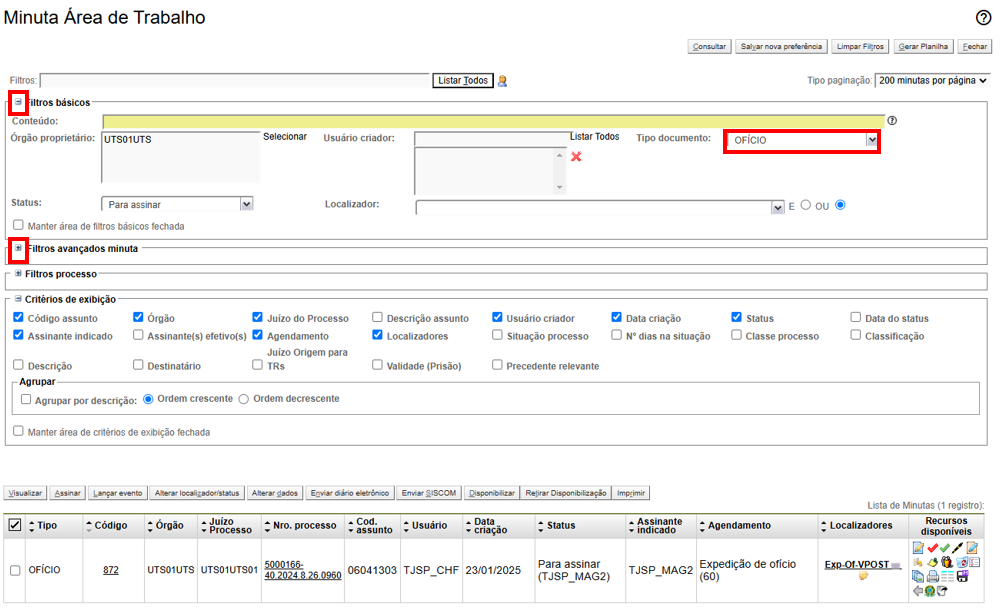 Minuta Área de Trabalho
Consultar Salvar nova preferência Limpar Filtros Gerar Planilha Fechar
Filtros: Listar Todos Tipo paginação: 200 minutas por página
Filtros básicos
Conteúdo:
Órgão proprietário: UTS01UTS Selecionar Usuário criador: Listar Todos Tipo documento: OFÍCIO
Status: Para assinar Localizador: E OU
Manter área de filtros básicos fechada
Filtros avançados minuta
Filtros processo
Critérios de exibição
Código assunto Órgão Juízo do Processo Descrição assunto Usuário criador Data criação Status Data do status
Assinante indicado Assinante(s) efetivo(s) Agendamento Localizadores Situação processo Nº dias na situação Classe processo Classificação
Descrição Destinatário Juízo Origem para TRs Validade (Prisão) Precedente relevante
Agrupar
Agrupar por descrição: Ordem crescente Ordem decrescente
Manter área de critérios de exibição fechada
Visualizar Assinar Lançar evento Alterar localizador/status Alterar dados Enviar diário eletrônico Enviar SISCOM Disponibilizar Retirar Disponibilização Imprimir
Lista de Minutas (1 registro):
Tipo Código Órgão Juízo Processo Nro. processo Cod. assunto Usuário Data criação Status Assinante indicado Agendamento Localizadores Recursos disponíveis
OFÍCIO 872 UTS01UTS UTS01UTS01 5000166-40.2024.8.26.0960 06041303 TJSP_CHF 23/01/2025 Para assinar (TJSP_MAG2) TJSP_MAG2 Expedição de ofício (60) Exp-Of-VPOST